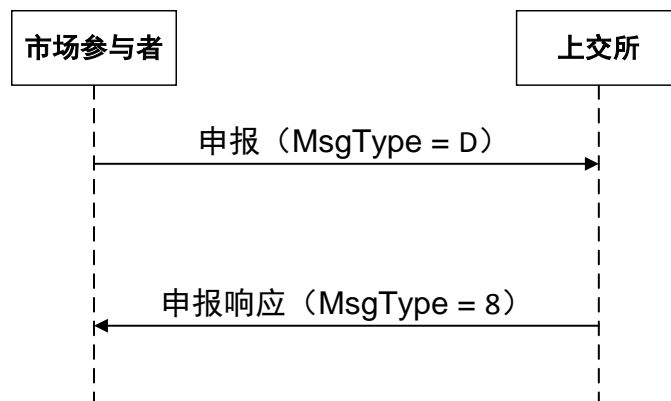 市场参与者
上交所
申报（MsgType = D）
申报响应（MsgType = 8）